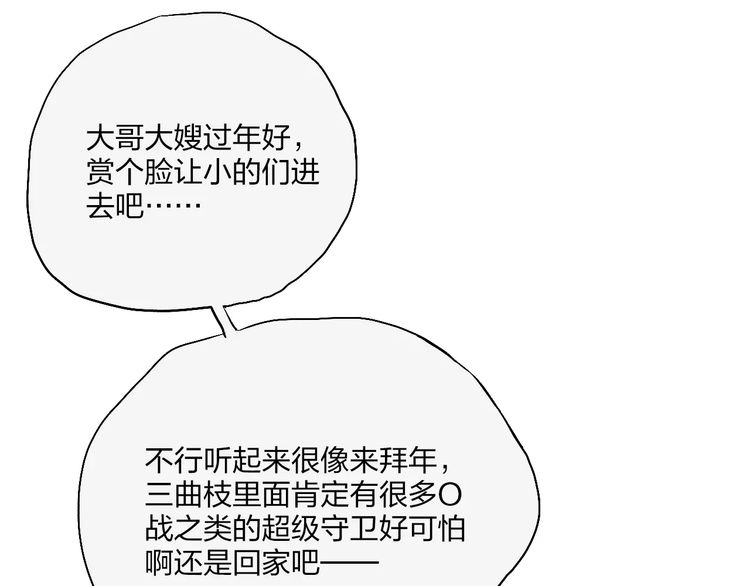 大哥大嫂过年好，
赏个脸让小的们进
去吧……
不行听起来很像来拜年，
三曲枝里面肯定有很多O
战之类的超级守卫好可怕
啊还是回家吧——